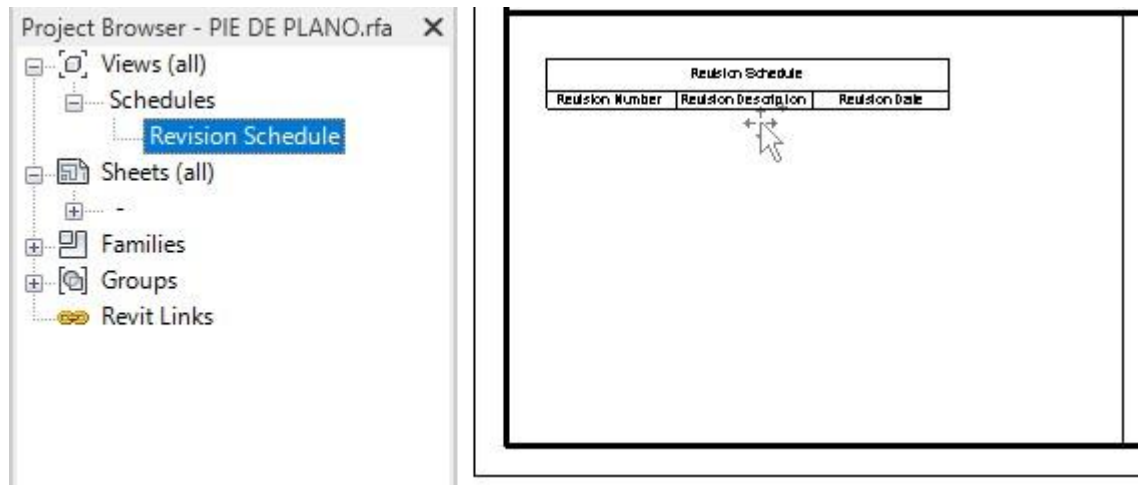 Project Browser - PIE DE PLANO.rfa
Views (all)
Schedules
Revision Schedule
Sheets (all)
-
Families
Groups
Revit Links
Revision Schedule
Revision Number Revision Description Revision Date